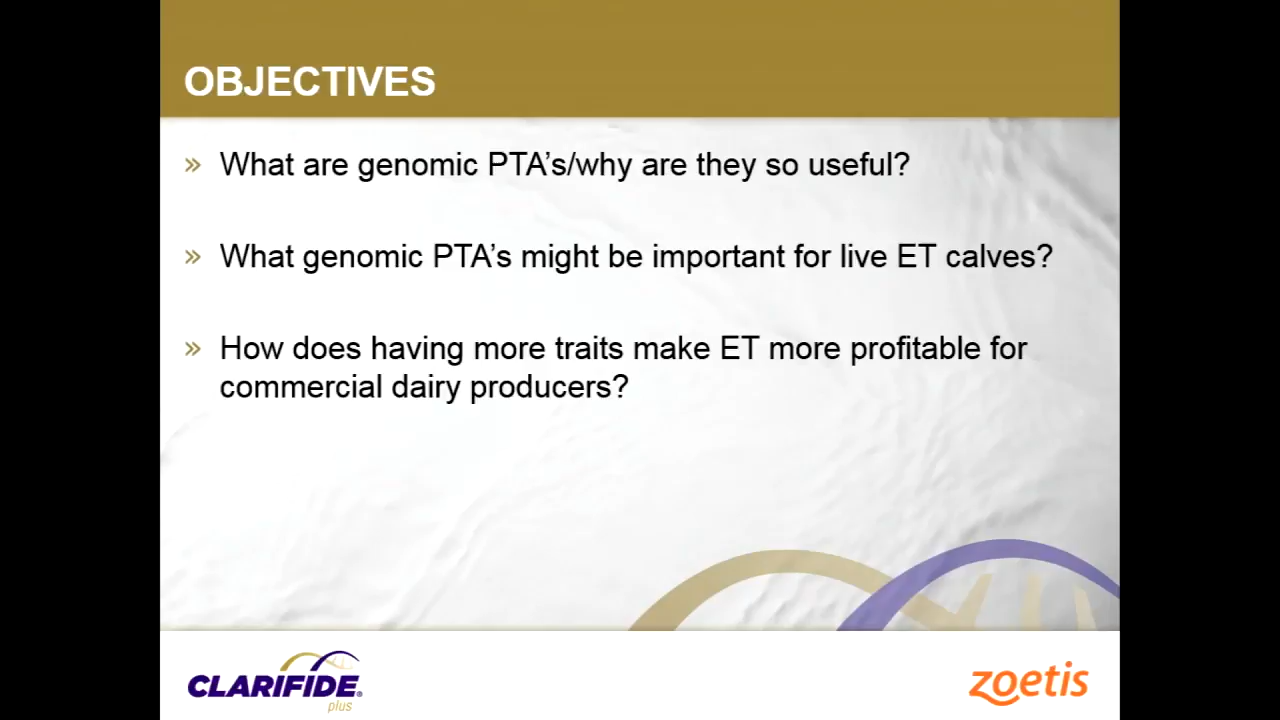 OBJECTIVES
» What are genomic PTA’s/why are they so useful?
» What genomic PTA’s might be important for live ET calves?
» How does having more traits make ET more profitable for
commercial dairy producers?
CLARIFIDE®
plus
zoetis